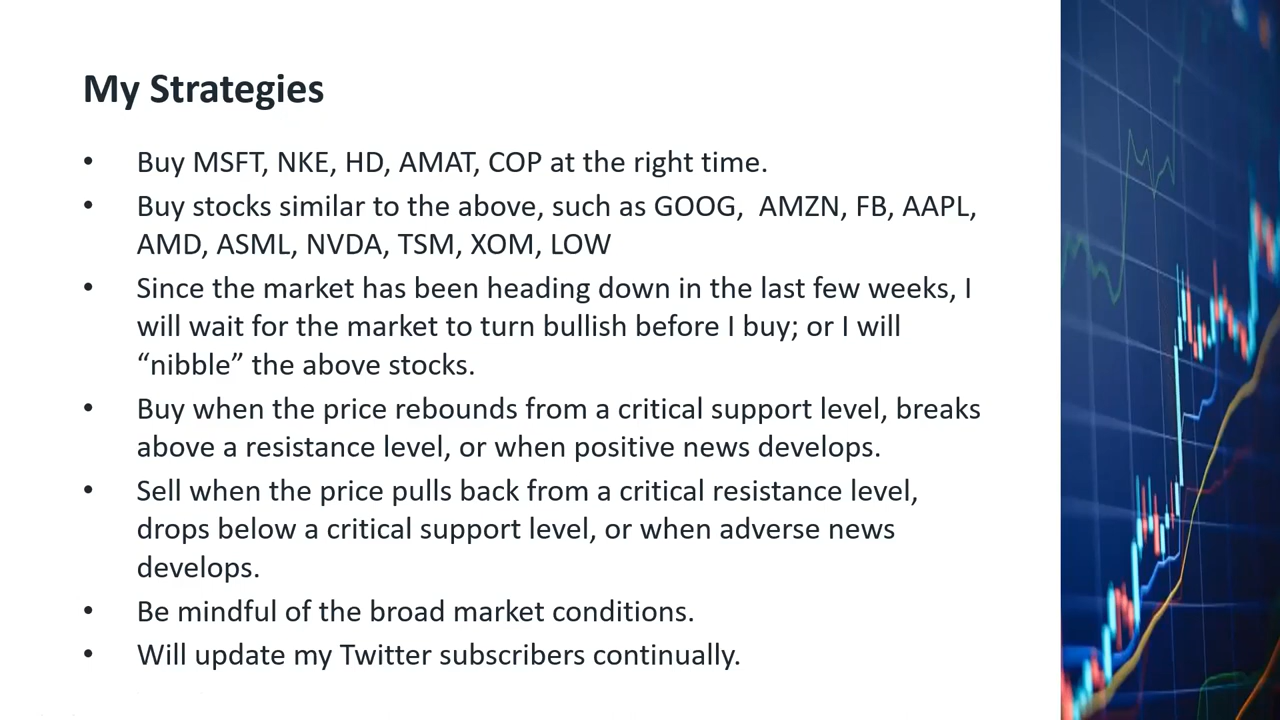 My Strategies
• Buy MSFT, NKE, HD, AMAT, COP at the right time.
• Buy stocks similar to the above, such as GOOG,  AMZN, FB, AAPL,
AMD, ASML, NVDA, TSM, XOM, LOW
• Since the market has been heading down in the last few weeks, I
will wait for the market to turn bullish before I buy; or I will
“nibble” the above stocks.
• Buy when the price rebounds from a critical support level, breaks
above a resistance level, or when positive news develops.
• Sell when the price pulls back from a critical resistance level,
drops below a critical support level, or when adverse news
develops.
• Be mindful of the broad market conditions.
• Will update my Twitter subscribers continually.